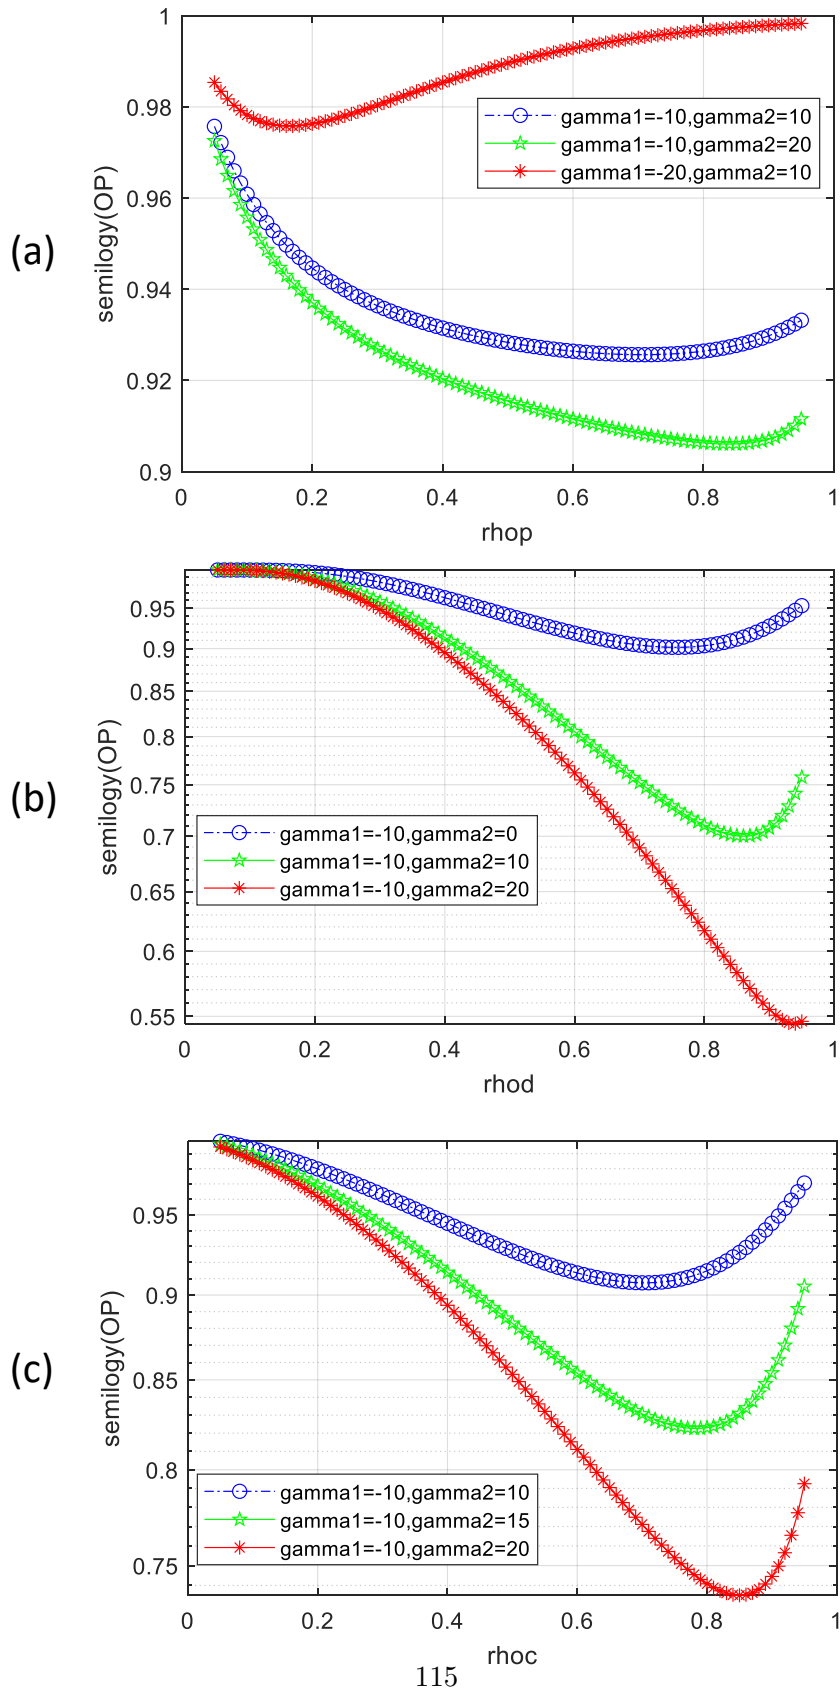 1
0.98
gamma1=-10,gamma2=10
gamma1=-10,gamma2=20
gamma1=-20,gamma2=10
0.96
(a)
semilogy(OP)
0.94
0.92
0.9
0 0.2 0.4 0.6 0.8 1
rhop
0.95
0.9
0.85
0.8
(b)
semilogy(OP)
0.75
gamma1=-10,gamma2=0
gamma1=-10,gamma2=10
gamma1=-10,gamma2=20
0.7
0.65
0.6
0.55
0 0.2 0.4 0.6 0.8 1
rhod
0.95
0.9
(c)
semilogy(OP)
0.85
0.8
gamma1=-10,gamma2=10
gamma1=-10,gamma2=15
gamma1=-10,gamma2=20
0.75
0 0.2 0.4 0.6 0.8 1
rhoc
115